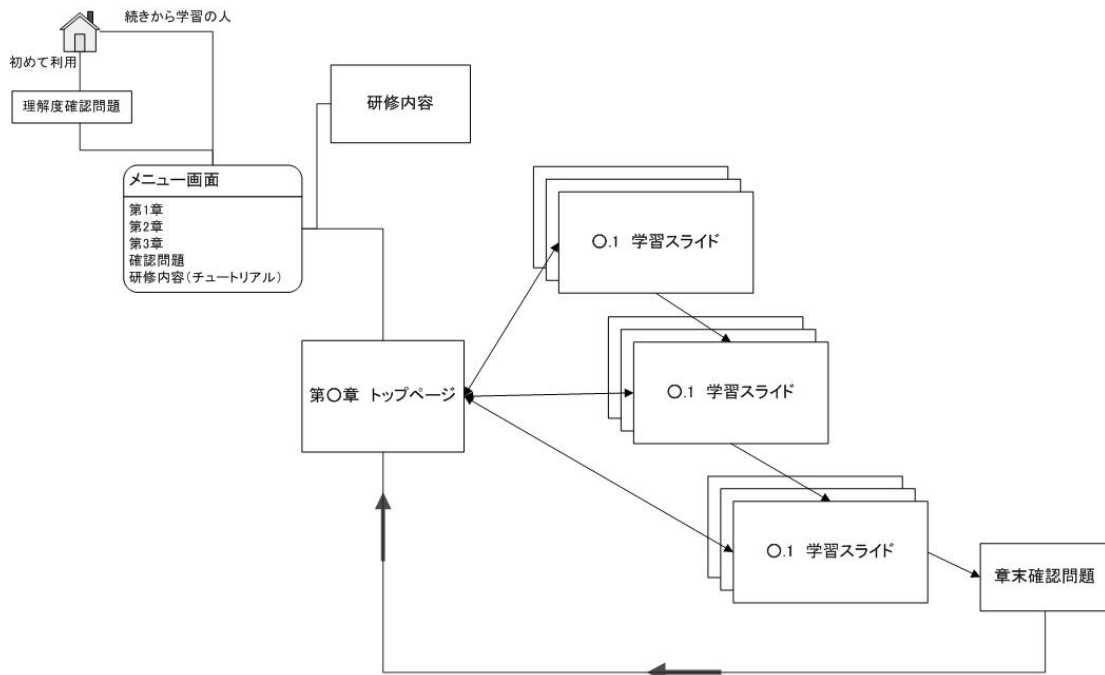 続きから学習の人
初めて利用
理解度確認問題
研修内容
メニュー画面
第1章
第2章
第3章
確認問題
研修内容(チュートリアル)
〇.1 学習スライド
〇.1 学習スライド
第〇章 トップページ
〇.1 学習スライド
章末確認問題